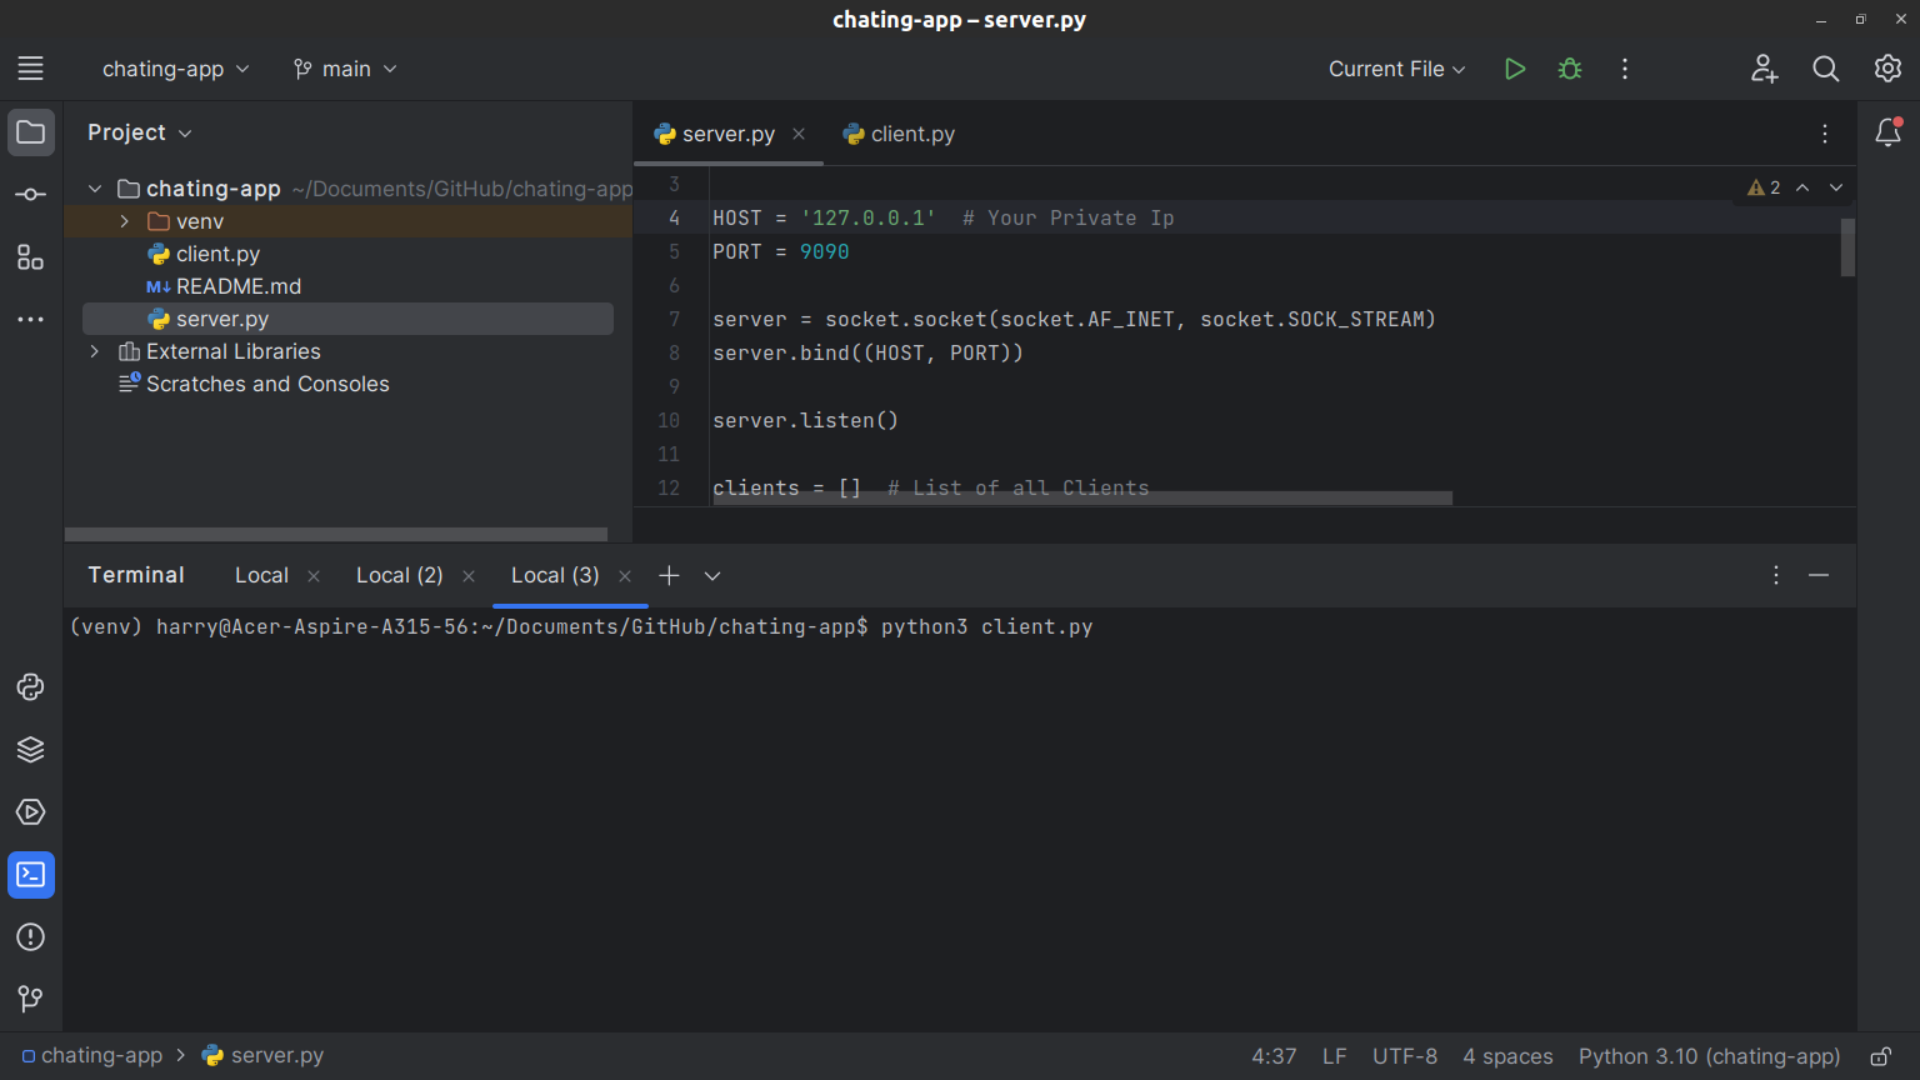 chating-app – server.py
chating-app main Current File
Project
chating-app ~/Documents/GitHub/chating-app
venv
client.py
M↓ README.md
server.py
External Libraries
Scratches and Consoles
server.py client.py
2
3
4 HOST = '127.0.0.1' # Your Private Ip
5 PORT = 9090
6
7 server = socket.socket(socket.AF_INET, socket.SOCK_STREAM)
8 server.bind((HOST, PORT))
9
10 server.listen()
11
12 clients = [] # List of all Clients
Terminal Local Local (2) Local (3)
(venv) harry@Acer-Aspire-A315-56:~/Documents/GitHub/chating-app$ python3 client.py
chating-app > server.py 4:37 LF UTF-8 4 spaces Python 3.10 (chating-app)